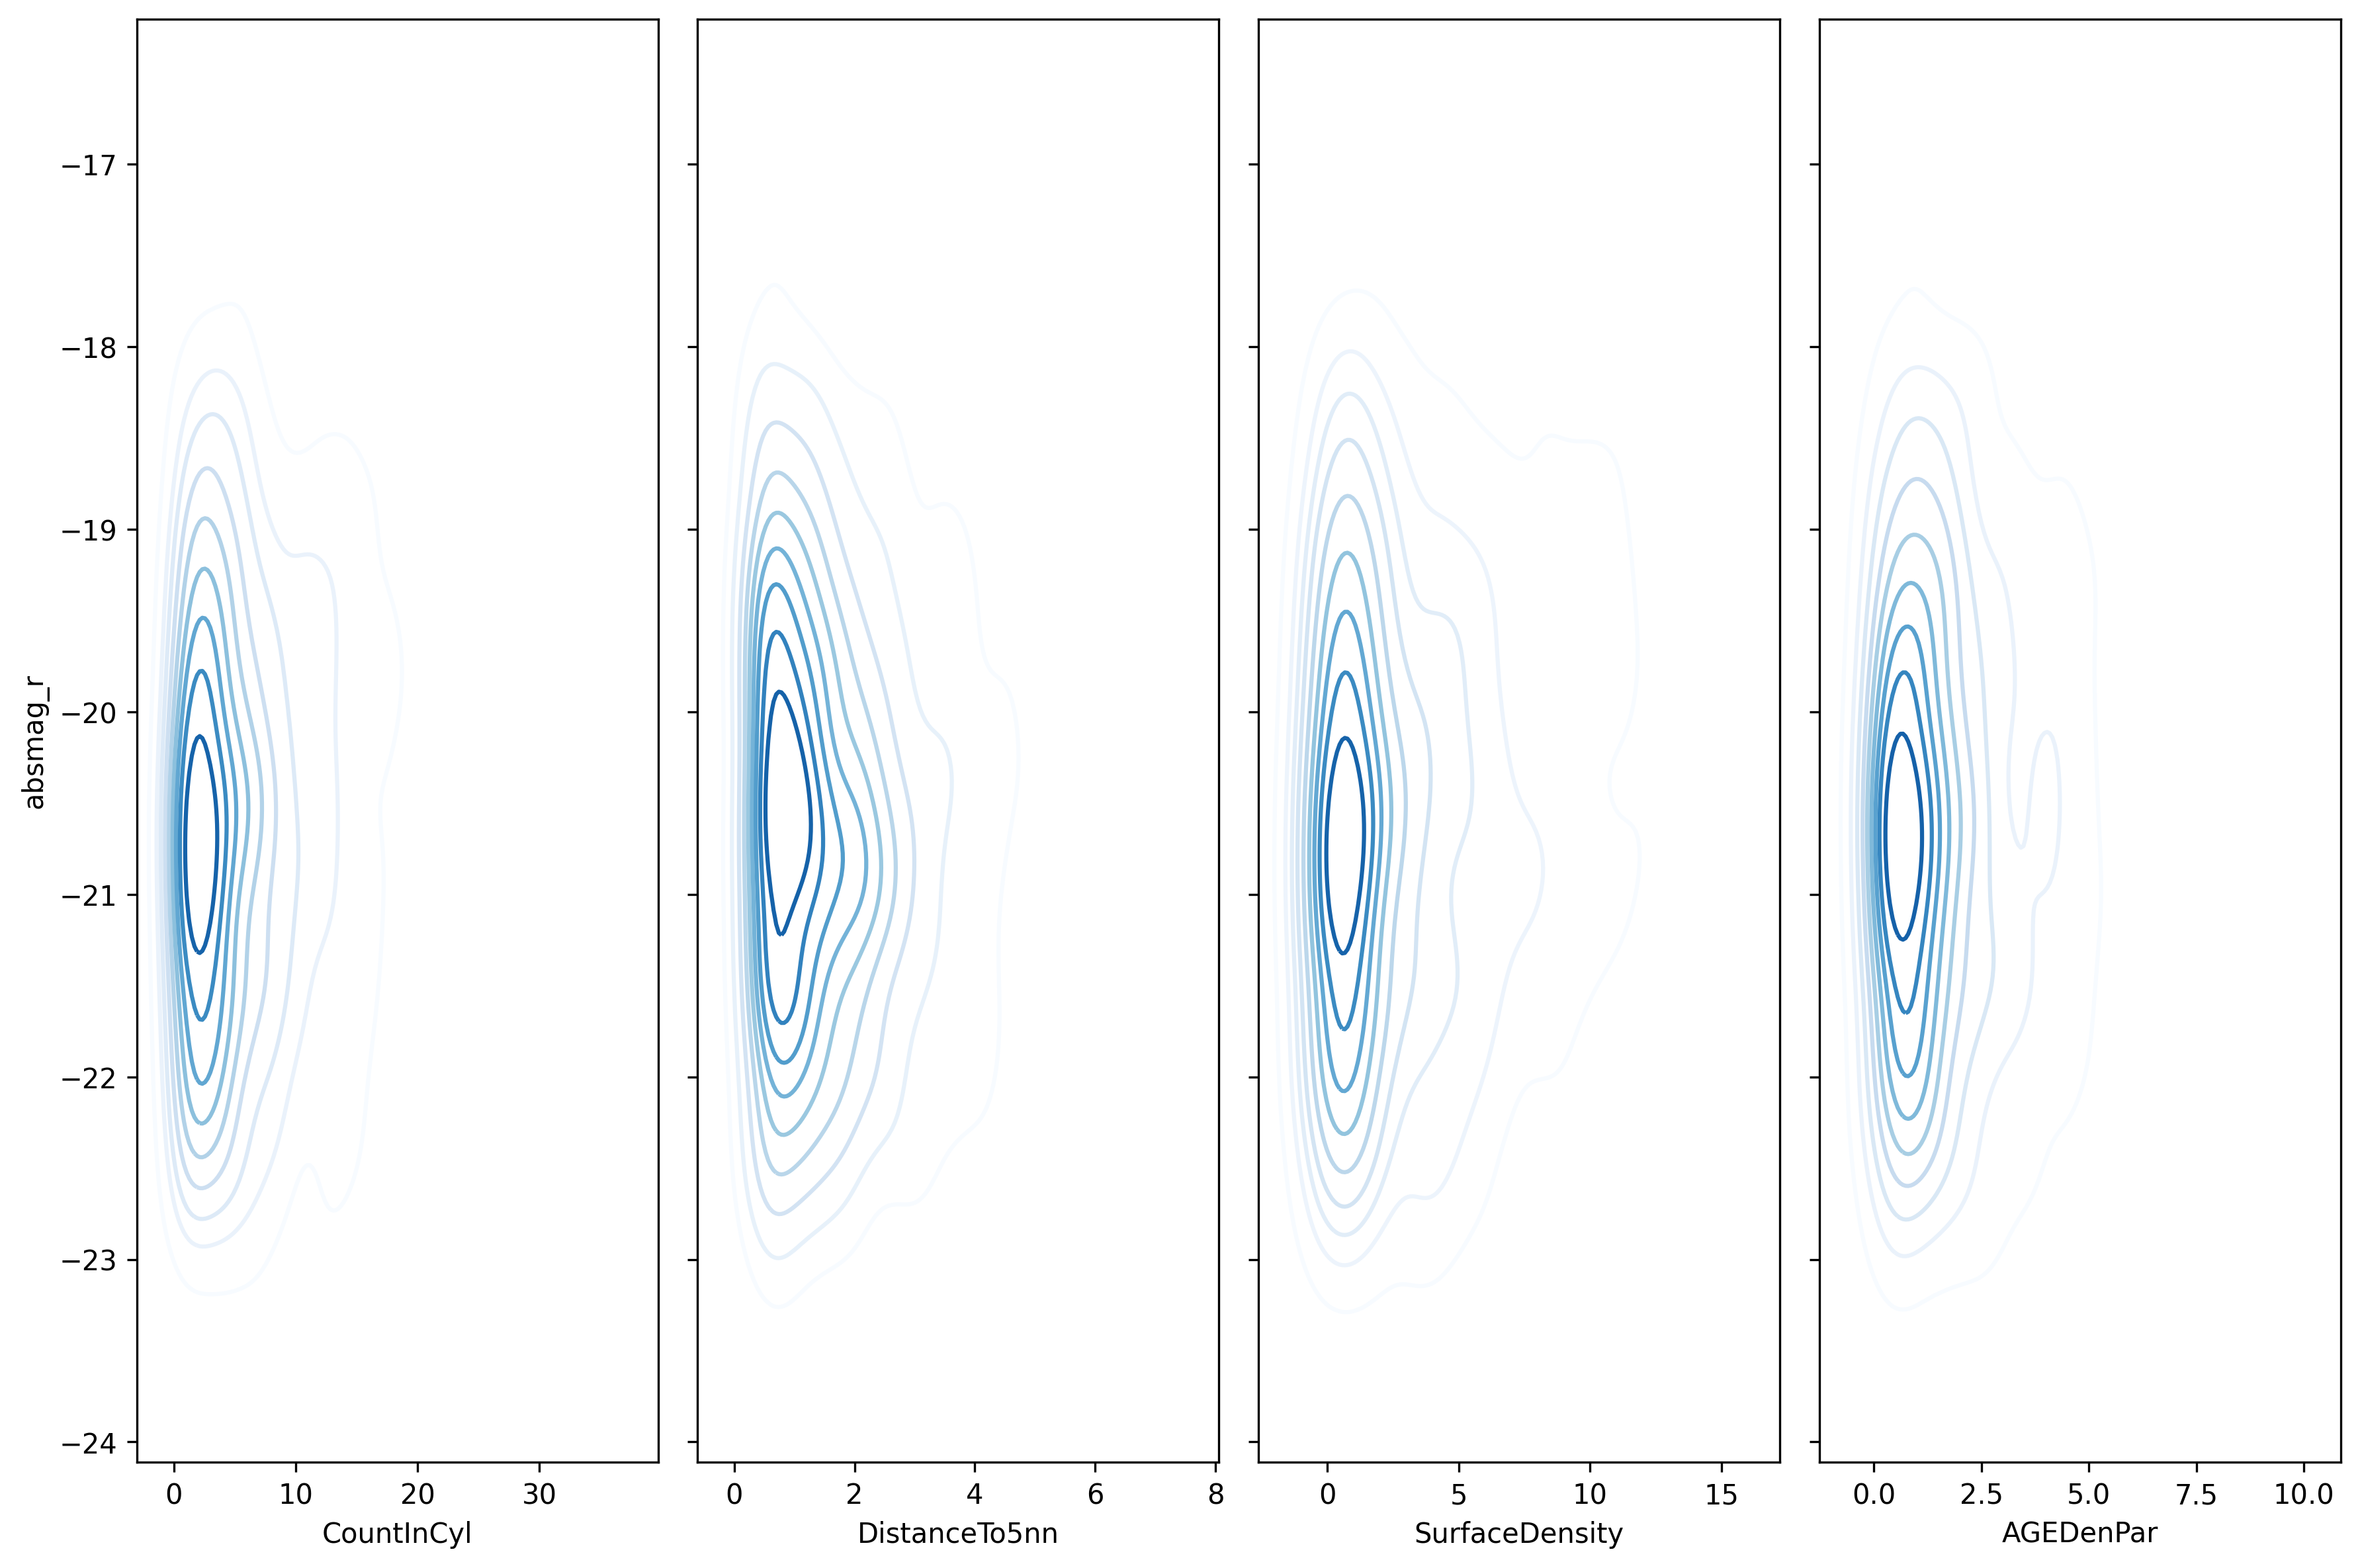 absmag_r
−17
−18
−19
−20
−21
−22
−23
−24
0 10 20 30
CountInCyl
0 2 4 6 8
DistanceTo5nn
0 5 10 15
SurfaceDensity
0.0 2.5 5.0 7.5 10.0
AGEDenPar